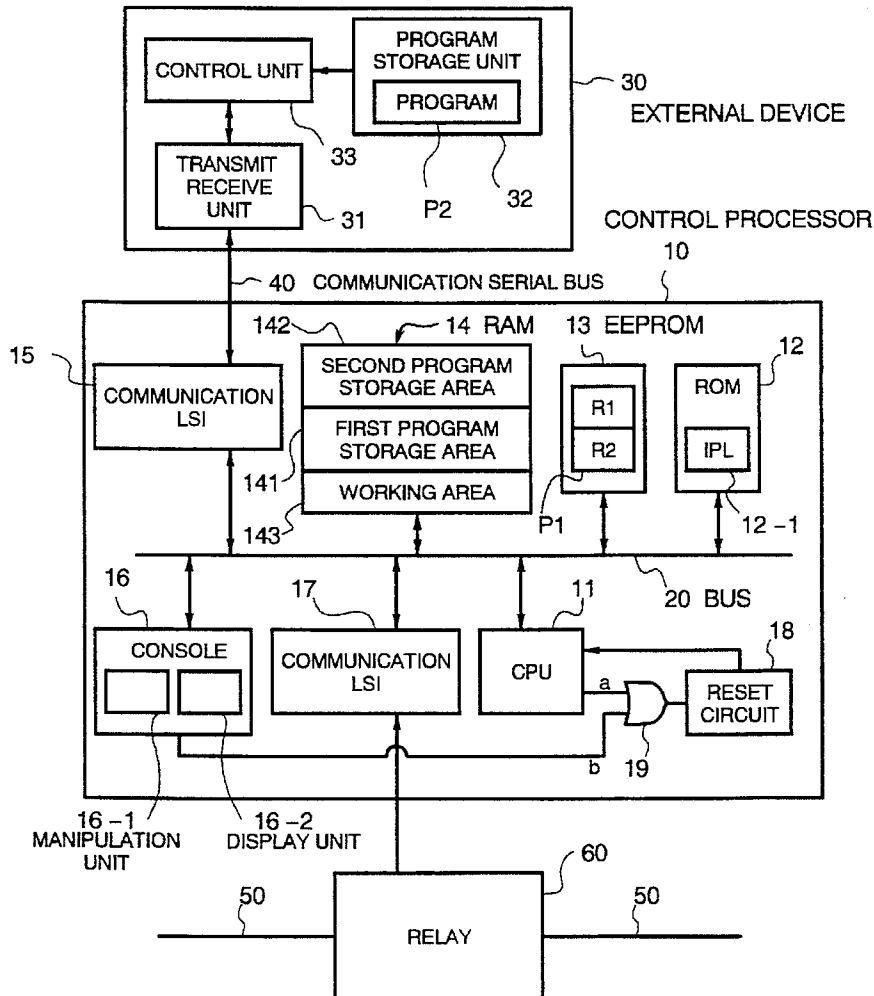 CONTROL UNIT
PROGRAM
STORAGE UNIT
PROGRAM
30
EXTERNAL DEVICE
TRANSMIT
RECEIVE
UNIT
33
31
P2
32
CONTROL PROCESSOR
10
40 COMMUNICATION SERIAL BUS
15
COMMUNICATION
LSI
142
14 RAM
SECOND PROGRAM
STORAGE AREA
FIRST PROGRAM
STORAGE AREA
141
WORKING AREA
143
13 EEPROM
R1
R2
P1
12
ROM
IPL
12-1
20 BUS
16
CONSOLE
17
COMMUNICATION
LSI
11
CPU
a
b
19
18
RESET
CIRCUIT
16-1
MANIPULATION
UNIT
16-2
DISPLAY UNIT
60
50
RELAY
50